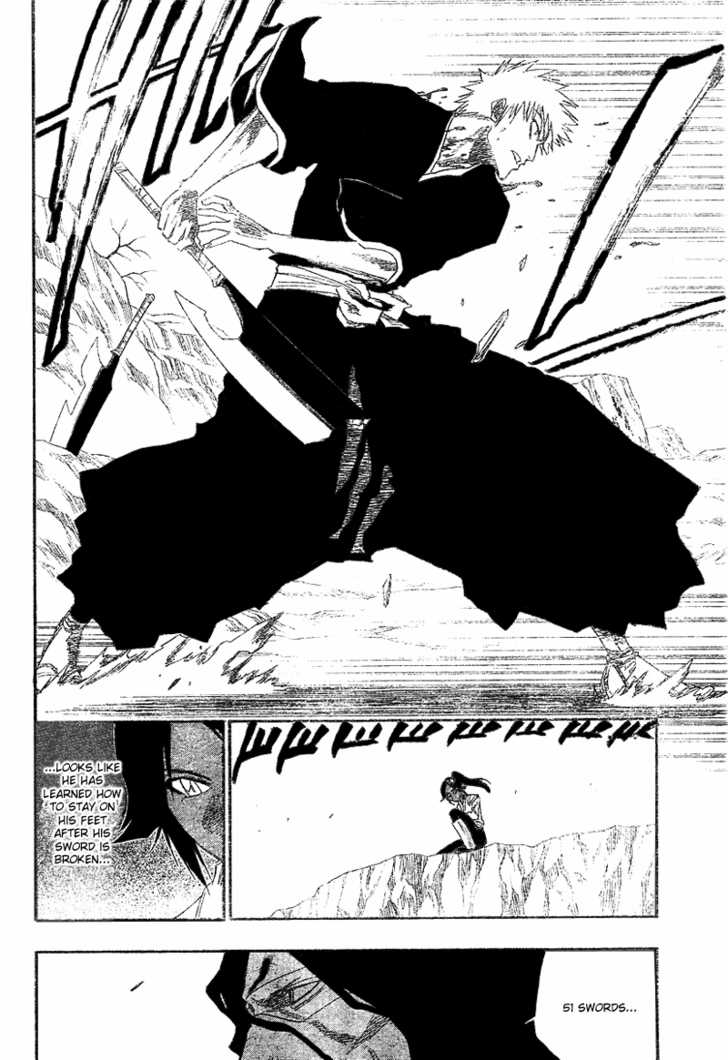 ...LOOKS LIKE
HE HAS
LEARNED HOW
TO STAY ON
HIS FEET
AFTER HIS
SWORD IS
BROKEN...
51 SWORDS...